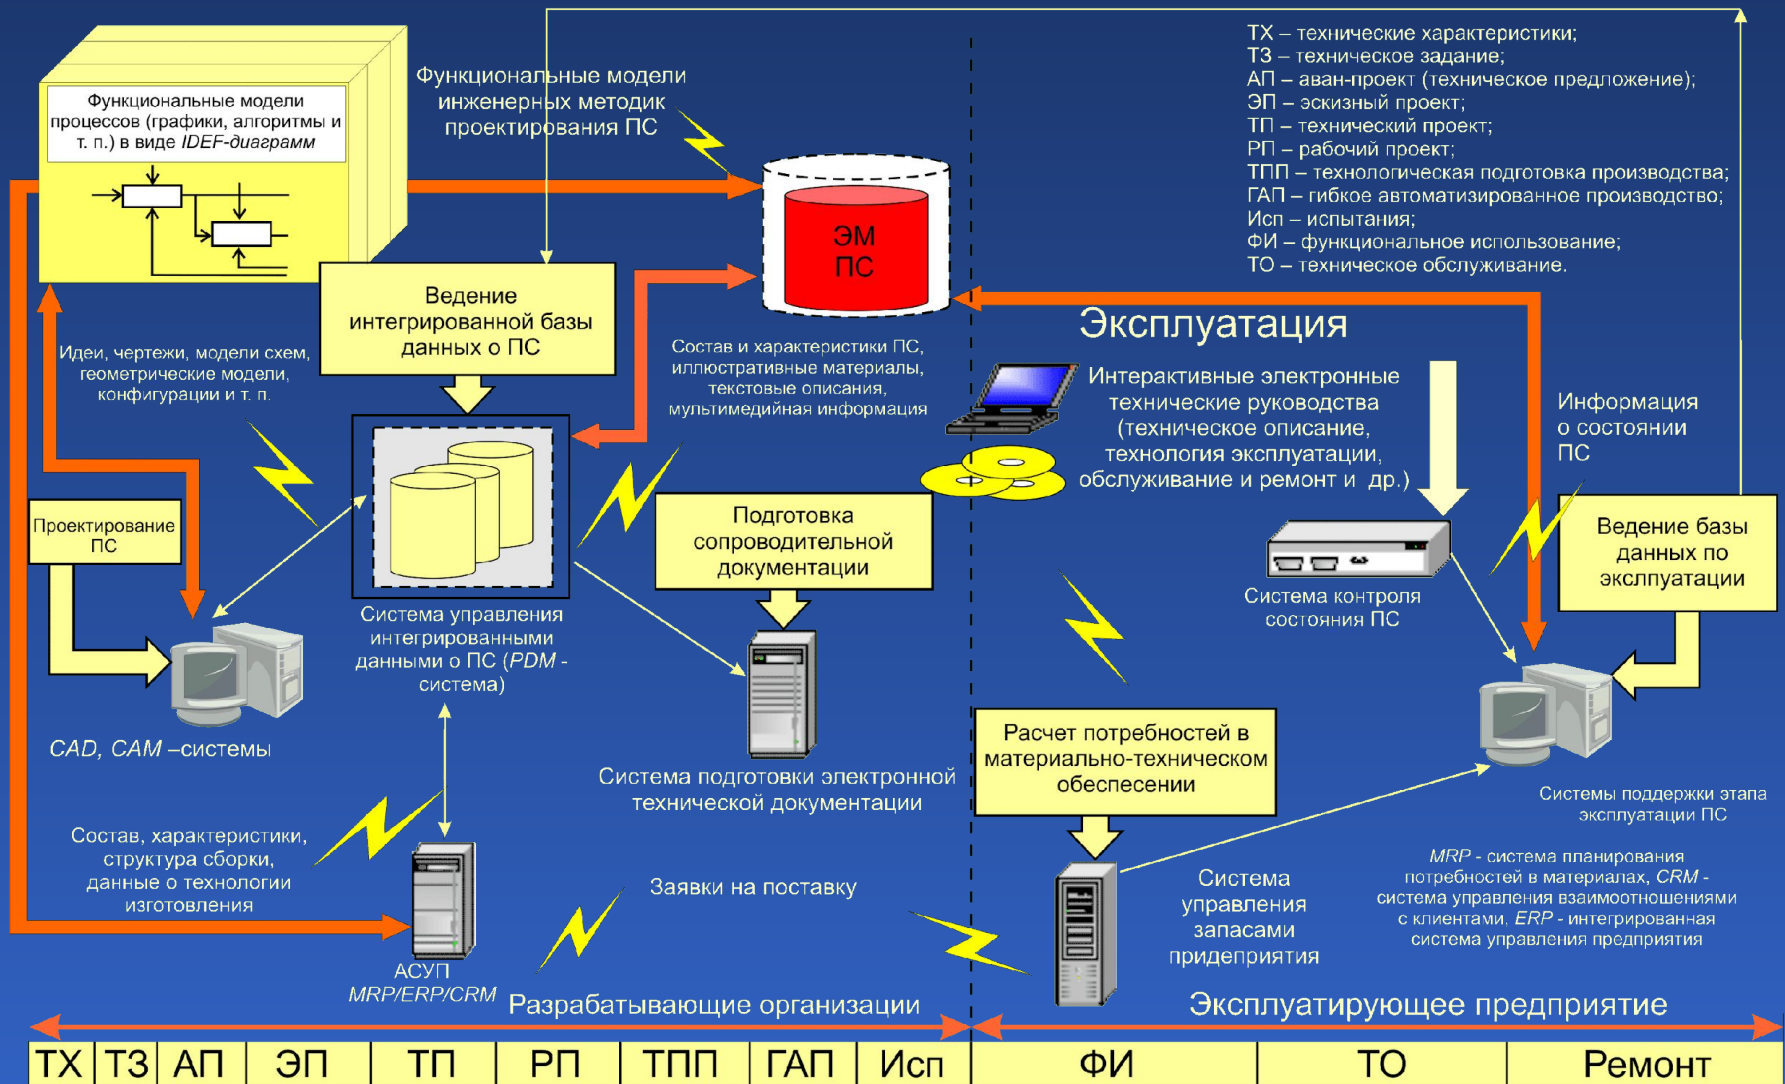 Функциональные модели
процессов (графики, алгоритмы и
т. п.) в виде IDEF-диаграмм
Функциональные модели
инженерных методик
проектирования ПС
ТХ – технические характеристики;
ТЗ – техническое задание;
АП – аван-проект (техническое предложение);
ЭП – эскизный проект;
ТП – технический проект;
РП – рабочий проект;
ТПП – технологическая подготовка производства;
ГАП – гибкое автоматизированное производство;
Исп – испытания;
ФИ – функциональное использование;
ТО – техническое обслуживание.
ЭМ
ПС
Ведение
интегрированной базы
данных о ПС
Идеи, чертежи, модели схем,
геометрические модели,
конфигурации и т. п.
Состав и характеристики ПС,
иллюстративные материалы,
текстовые описания,
мультимедийная информация
Эксплуатация
Интерактивные электронные
технические руководства
(техническое описание,
технология эксплуатации,
обслуживание и ремонт и др.)
Информация
о состоянии
ПС
Проектирование
ПС
Подготовка
сопроводительной
документации
Ведение базы
данных по
экслпуатации
Система контроля
состояния ПС
Система управления
интегрированными
данными о ПС (PDM -
система)
CAD, CAM –системы
Система подготовки электронной
технической документации
Расчет потребностей в
материально-техническом
обеспесении
Системы поддержки этапа
эксплуатации ПС
Состав, характеристики,
структура сборки,
данные о технологии
изготовления
Заявки на поставку
Система
управления
запасами
придеприятия
MRP - система планирования
потребностей в материалах, CRM -
система управления взаимоотношениями
с клиентами, ERP - интегрированная
система управления предприятия
АСУП
MRP/ERP/CRM
Разрабатывающие организации
Эксплуатирующее предприятие
ТХ ТЗ АП ЭП ТП РП ТПП ГАП Исп ФИ ТО Ремонт